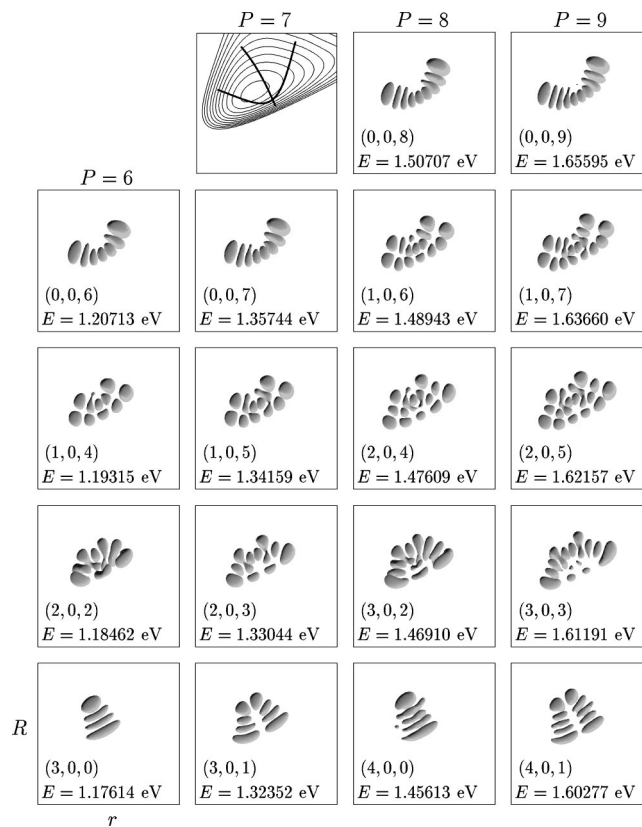 P = 7
P = 8
P = 9
(0, 0, 8)
E = 1.50707 eV
(0, 0, 9)
E = 1.65595 eV
P = 6
(0, 0, 6)
E = 1.20713 eV
(0, 0, 7)
E = 1.35744 eV
(1, 0, 6)
E = 1.48943 eV
(1, 0, 7)
E = 1.63660 eV
(1, 0, 4)
E = 1.19315 eV
(1, 0, 5)
E = 1.34159 eV
(2, 0, 4)
E = 1.47609 eV
(2, 0, 5)
E = 1.62157 eV
(2, 0, 2)
E = 1.18462 eV
(2, 0, 3)
E = 1.33044 eV
(3, 0, 2)
E = 1.46910 eV
(3, 0, 3)
E = 1.61191 eV
R
(3, 0, 0)
E = 1.17614 eV
(3, 0, 1)
E = 1.32352 eV
(4, 0, 0)
E = 1.45613 eV
(4, 0, 1)
E = 1.60277 eV
r